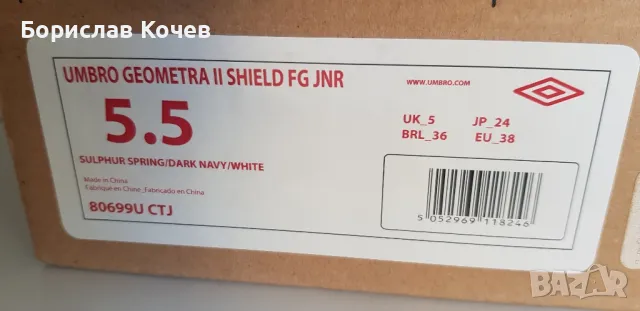 Борислав Кочев
UMBRO GEOMETRA II SHIELD FG JNR
WWW.UMBRO.COM
5.5
UK_5 JP_24
BRL_36 EU_38
SULPHUR SPRING/DARK NAVY/WHITE
Made in China
Fabriqué en Chine_Fabricado en China
80699U CTJ
5 052969 118246
BAZAR